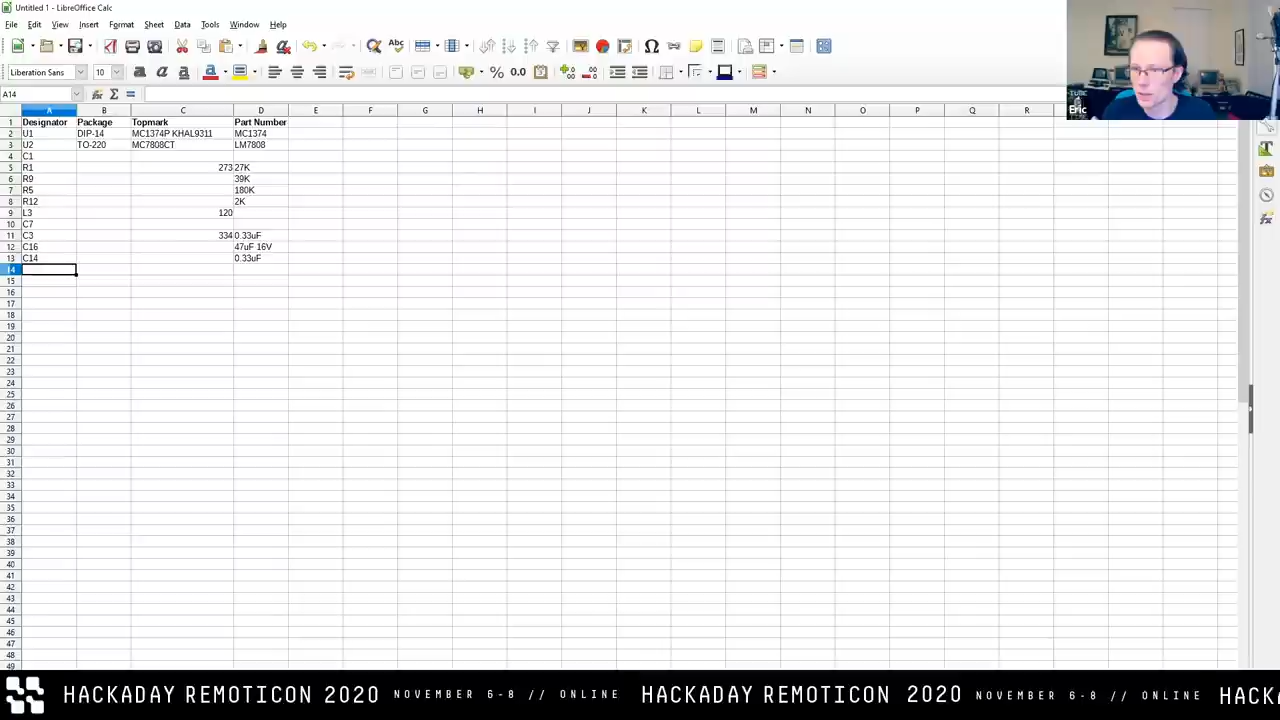 Untitled 1 - LibreOffice Calc
File Edit View Insert Format Sheet Data Tools Window Help
Liberation Sans 10
A14
A B C D E F G H I J K L M N O P Q R
1 Designator Package Topmark Part Number
2 U1 DIP-14 MC1374P KHAL9311 MC1374
3 U2 TO-220 MC7808CT LM7808
4 C1
5 R1 273 27K
6 R9 39K
7 R5 180K
8 R12 2K
9 L3 120
10 C7
11 C3 334 0.33uF
12 C16 47uF 16V
13 C14 0.33uF
14
15
16
17
18
19
20
21
22
23
24
25
26
27
28
29
30
31
32
33
34
35
36
37
38
39
40
41
42
43
44
45
46
47
48
49
Eric
HACKADAY REMOTICON 2020 NOVEMBER 6-8 // ONLINE HACKADAY REMOTICON 2020 NOVEMBER 6-8 // ONLINE HACK